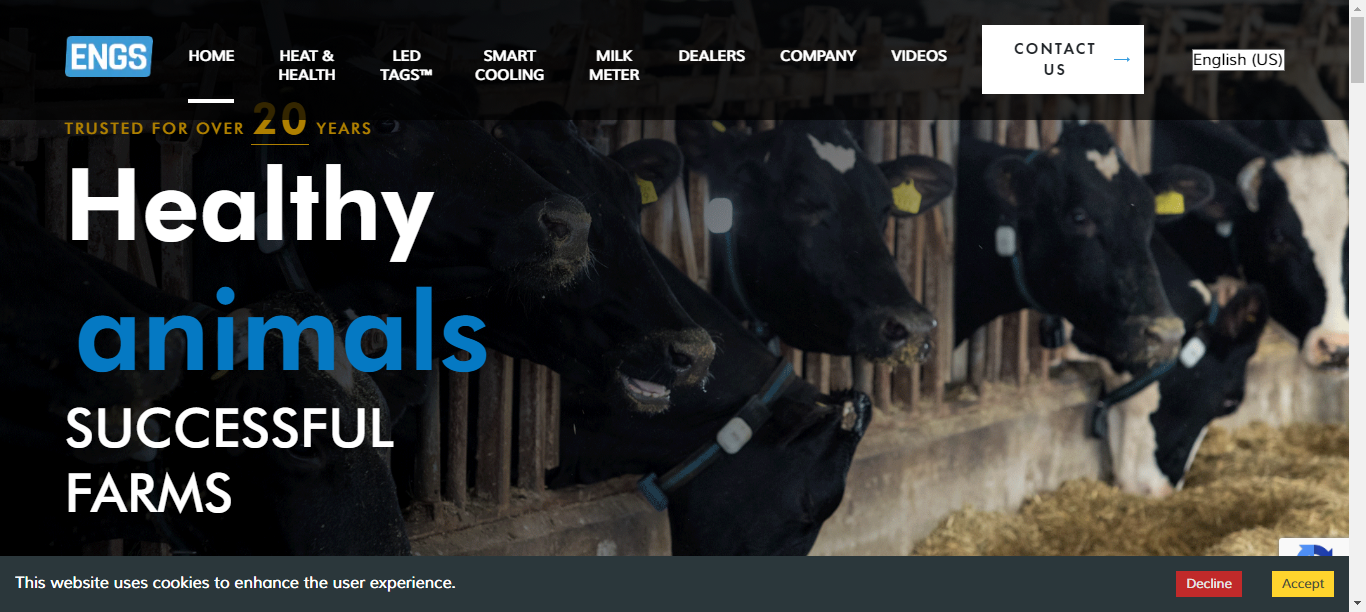 ENGS
HOME
HEAT &
HEALTH
LED
TAGS™
SMART
COOLING
MILK
METER
DEALERS
COMPANY
VIDEOS
CONTACT
US
→
English (US)
TRUSTED FOR OVER 20 YEARS
Healthy
animals
SUCCESSFUL
FARMS
This website uses cookies to enhance the user experience.
Decline
Accept